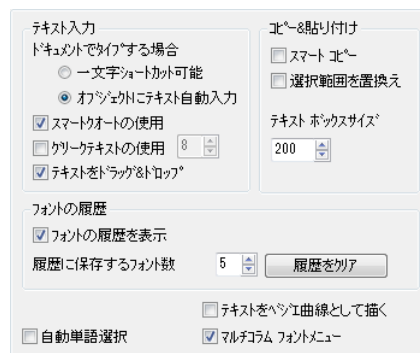 テキスト入力
ﾄﾞｷｭﾒﾝﾄでﾀｲﾌﾟする場合
一文字ｼｮｰﾄｶｯﾄ可能
ｵﾌﾞｼﾞｪｸﾄにテキスト自動入力
スマートクオートの使用
ｸﾞﾘｰｸテキストの使用 8
テキストをﾄﾞﾗｯｸﾞ&ﾄﾞﾛｯﾌﾟ
ｺﾋﾟｰ&貼り付け
スマート ｺﾋﾟｰ
選択範囲を置換え
テキスト ボックスサイズ
200
フォントの履歴
フォントの履歴を表示
履歴に保存するフォント数 5 履歴をクリア
テキストをﾍﾞｼﾞｴ曲線として描く
自動単語選択 マルチコラム フォントメニュー